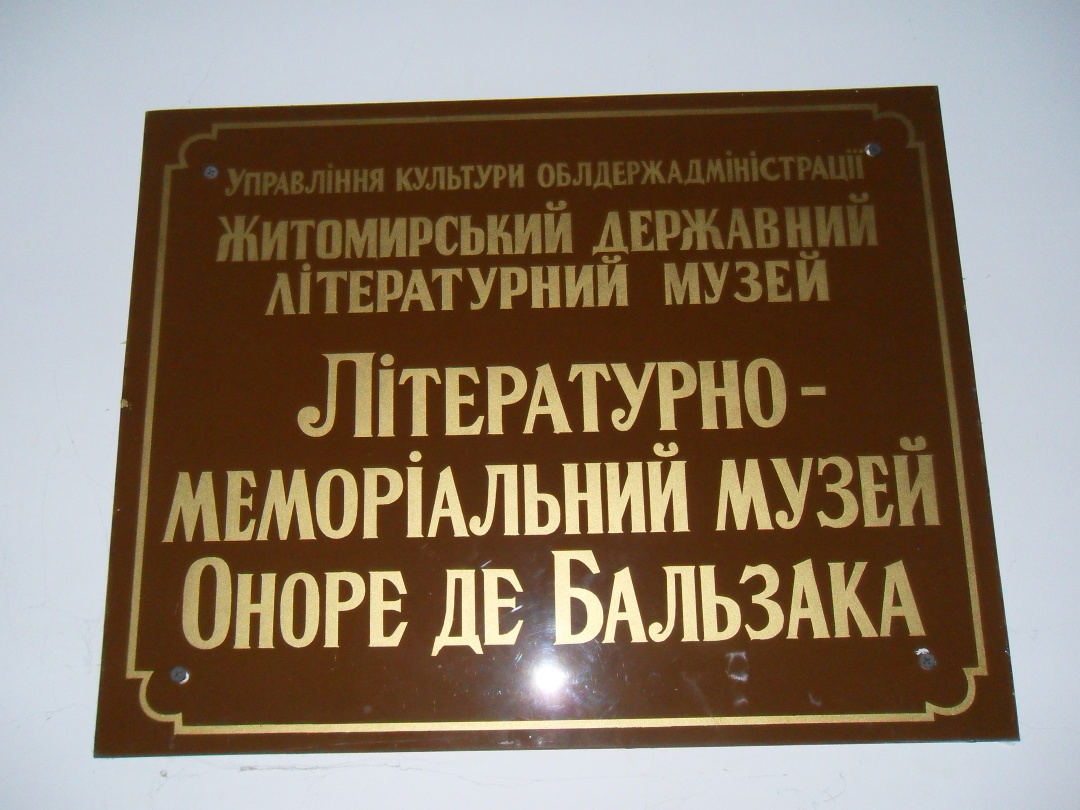 Управління культури облдержадміністрації
Житомирський державний
літературний музей
Літературно-
меморіальний музей
Оноре де Бальзака